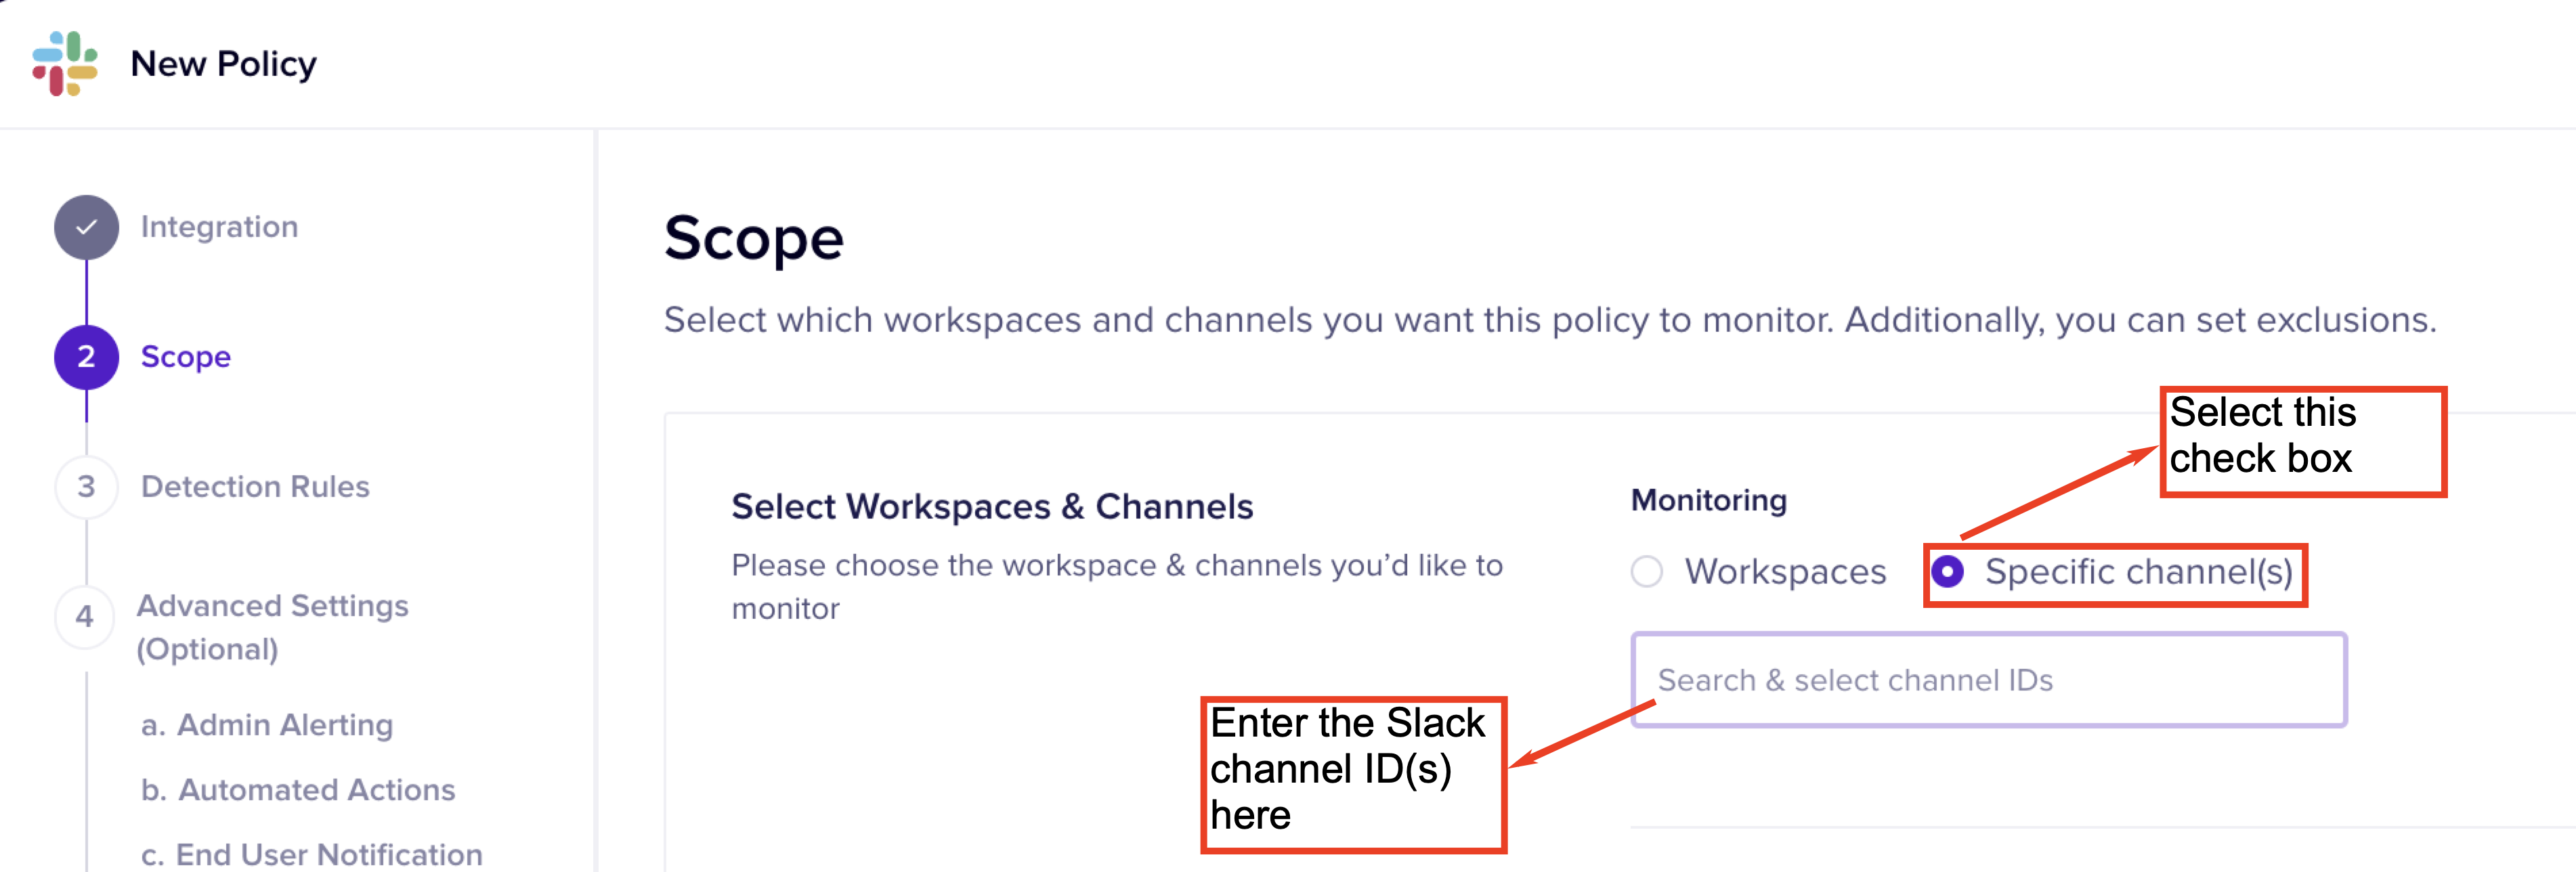 New Policy
Integration
2 Scope
3 Detection Rules
4 Advanced Settings
(Optional)
a. Admin Alerting
b. Automated Actions
c. End User Notification
Scope
Select which workspaces and channels you want this policy to monitor. Additionally, you can set exclusions.
Select Workspaces & Channels
Please choose the workspace & channels you’d like to
monitor
Select this
check box
Monitoring
Workspaces
Specific channel(s)
Search & select channel IDs
Enter the Slack
channel ID(s)
here